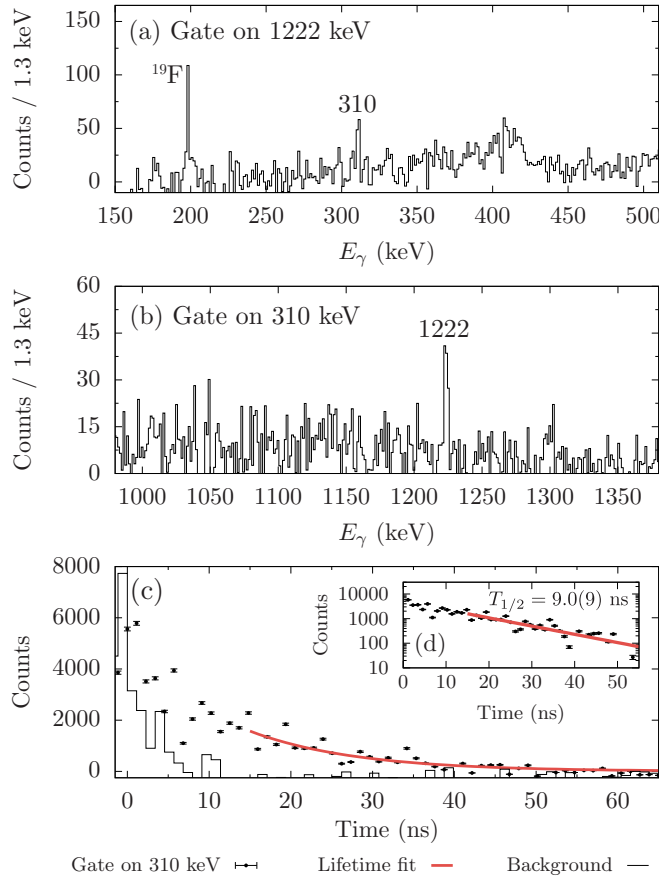 (a) Gate on 1222 keV
¹⁹F
310
Counts / 1.3 keV
150
100
50
0
150 200 250 300 350 400 450 500
E_γ (keV)
(b) Gate on 310 keV
1222
Counts / 1.3 keV
60
45
30
15
0
1000 1050 1100 1150 1200 1250 1300 1350
E_γ (keV)
(c)
Counts
8000
6000
4000
2000
0
0 10 20 30 40 50 60
Time (ns)
T_{1/2} = 9.0(9) ns
(d)
Counts
10000
1000
100
10
0 10 20 30 40 50
Time (ns)
Gate on 310 keV Lifetime fit Background